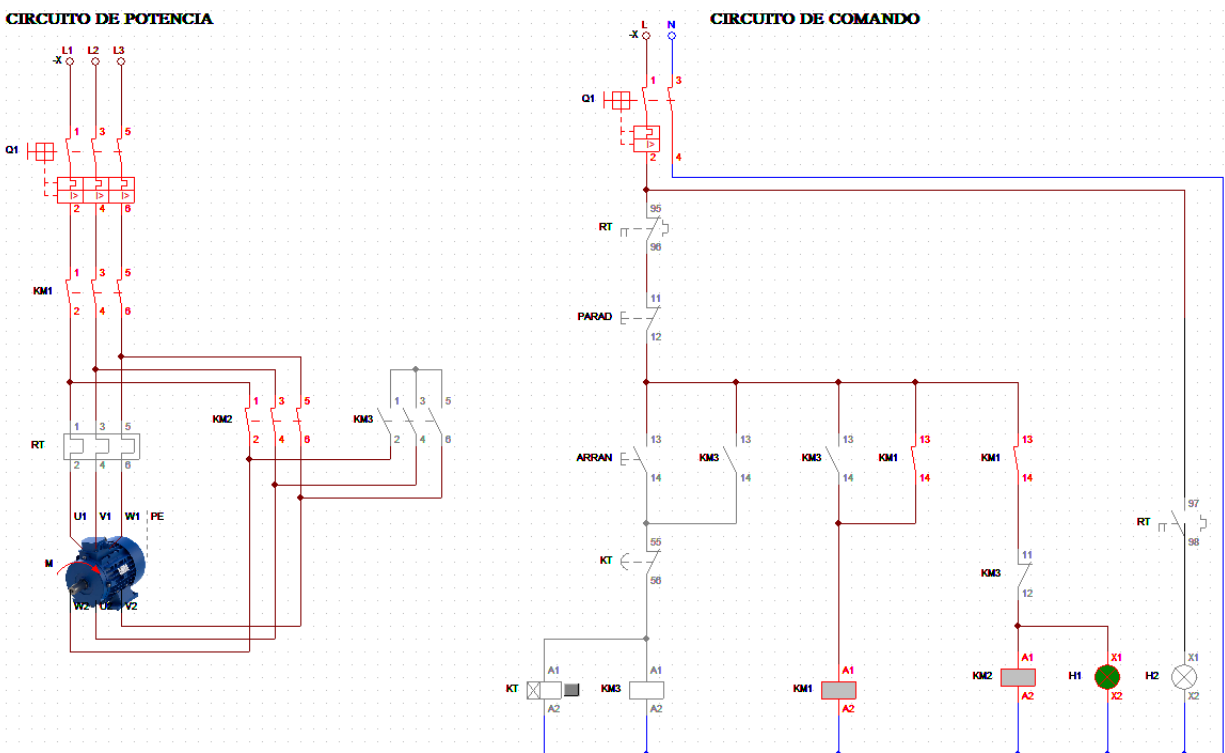 CIRCUITO DE POTENCIA
CIRCUITO DE COMANDO
L1 L2 L3
-X
L N
-X
Q1
1 3 5
I> I> I>
2 4 6
Q1
1 3
I>
2 4
KM1
1 3 5
2 4 6
RT
95
96
PARAD
11
12
KM2
1 3 5
2 4 6
KM3
1 3 5
2 4 6
RT
1 3 5
2 4 6
ARRAN
13
14
KM3
13
14
KM3
13
14
KM1
13
14
KM1
13
14
RT
97
98
U1 V1 W1 PE
M
W2 U2 V2
KT
55
56
KM3
11
12
KT
A1
KM3
A1
A2
A2
KM1
A1
A2
KM2
A1
A2
H1
X1
X2
H2
X1
X2